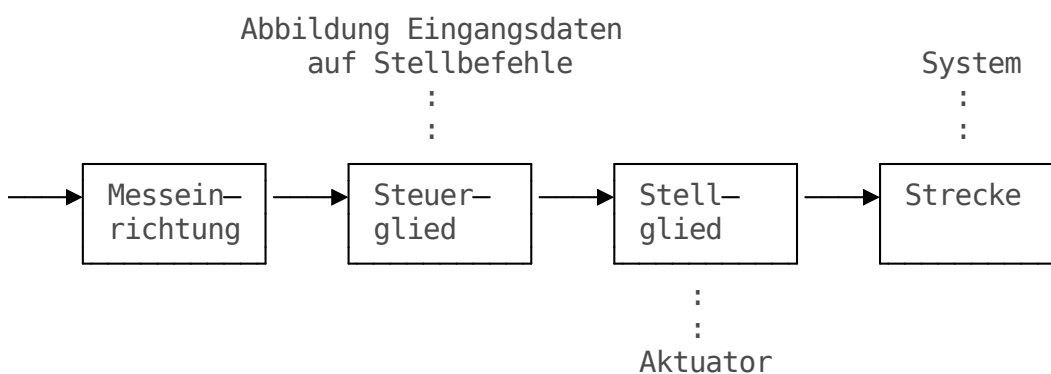 Abbildung Eingangsdaten
auf Stellbefehle
System
:
:
:
:
Messein–
richtung
Steuer–
glied
Stell–
glied
Strecke
:
:
Aktuator